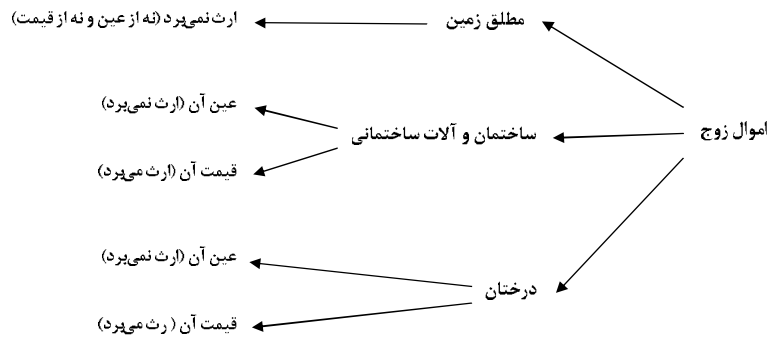 اموال زوج
مطلق زمین
ارث نمی‌برد (نه از عین و نه از قیمت)
ساختمان و آلات ساختمانی
عین آن (ارث نمی‌برد)
قیمت آن (ارث می‌برد)
درختان
عین آن (ارث نمی‌برد)
قیمت آن ( رث می‌برد)